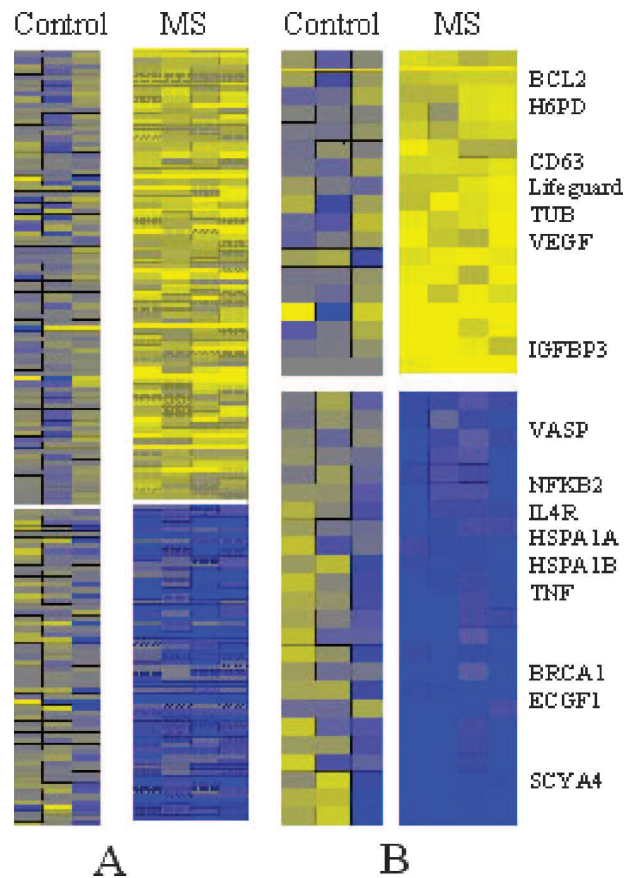 Control MS Control MS
BCL2
H6PD
CD63
Lifeguard
TUB
VEGF
IGFBP3
VASP
NFKB2
IL4R
HSPA1A
HSPA1B
TNF
BRCA1
ECGF1
SCYA4
A B